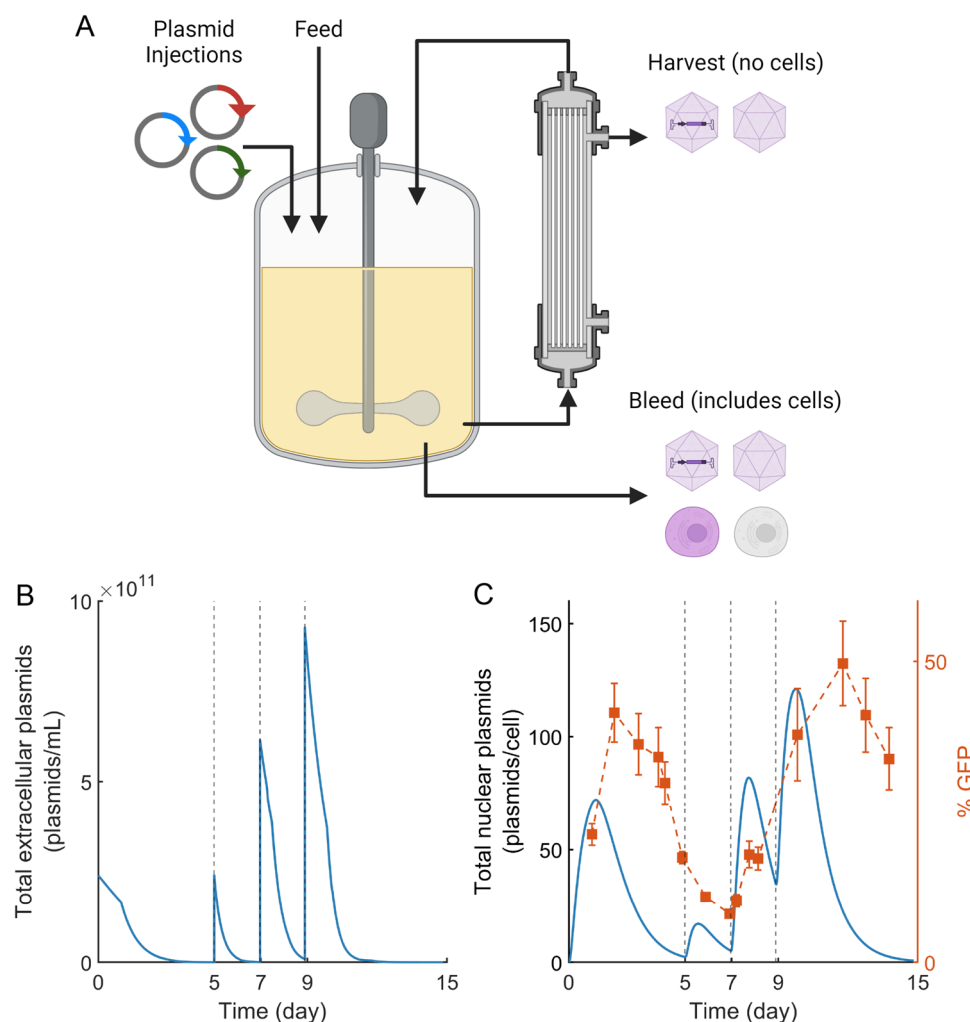 A
Plasmid
Injections
Feed
Harvest (no cells)
Bleed (includes cells)
B
×10¹¹
10
5
0
Total extracellular plasmids
(plasmids/mL)
0
5
7
9
15
Time (day)
C
150
100
50
0
Total nuclear plasmids
(plasmids/cell)
50
0
% GFP
0
5
7
9
15
Time (day)